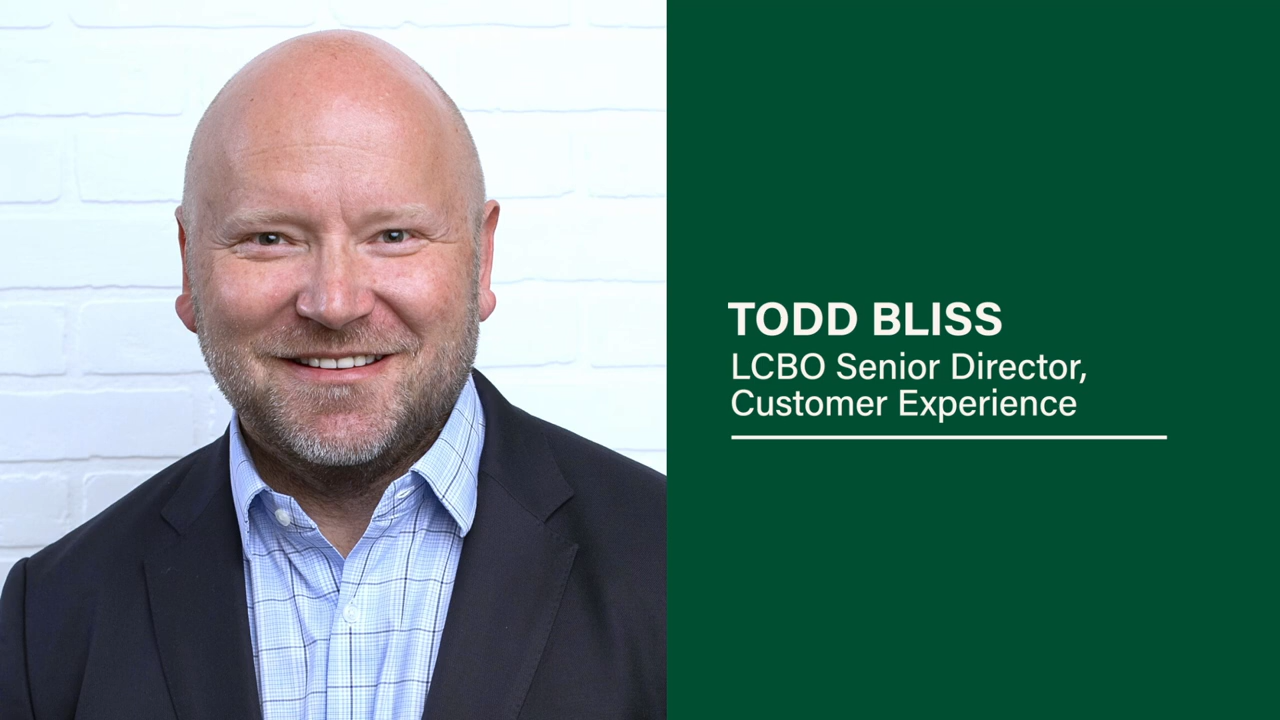 TODD BLISS
LCBO Senior Director,
Customer Experience